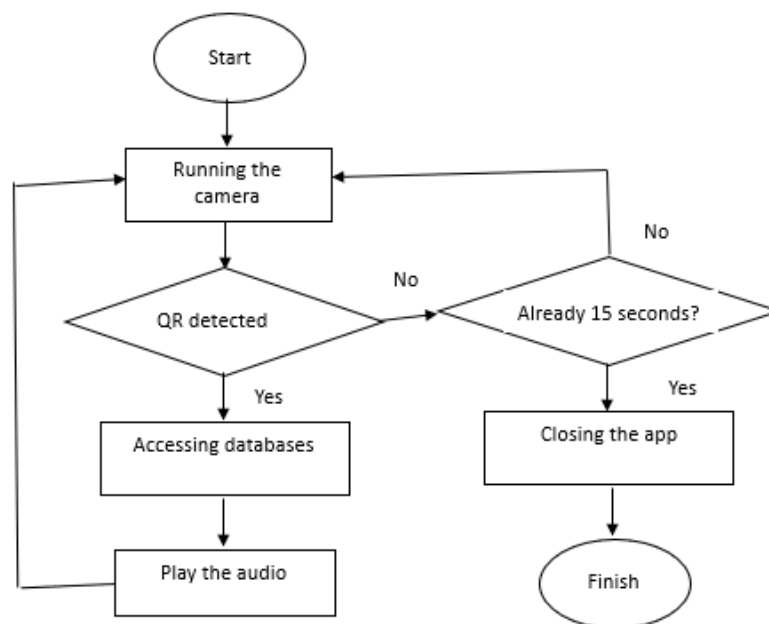 Start
Running the
camera
No
No
QR detected
Already 15 seconds?
Yes
Yes
Accessing databases
Closing the app
Play the audio
Finish